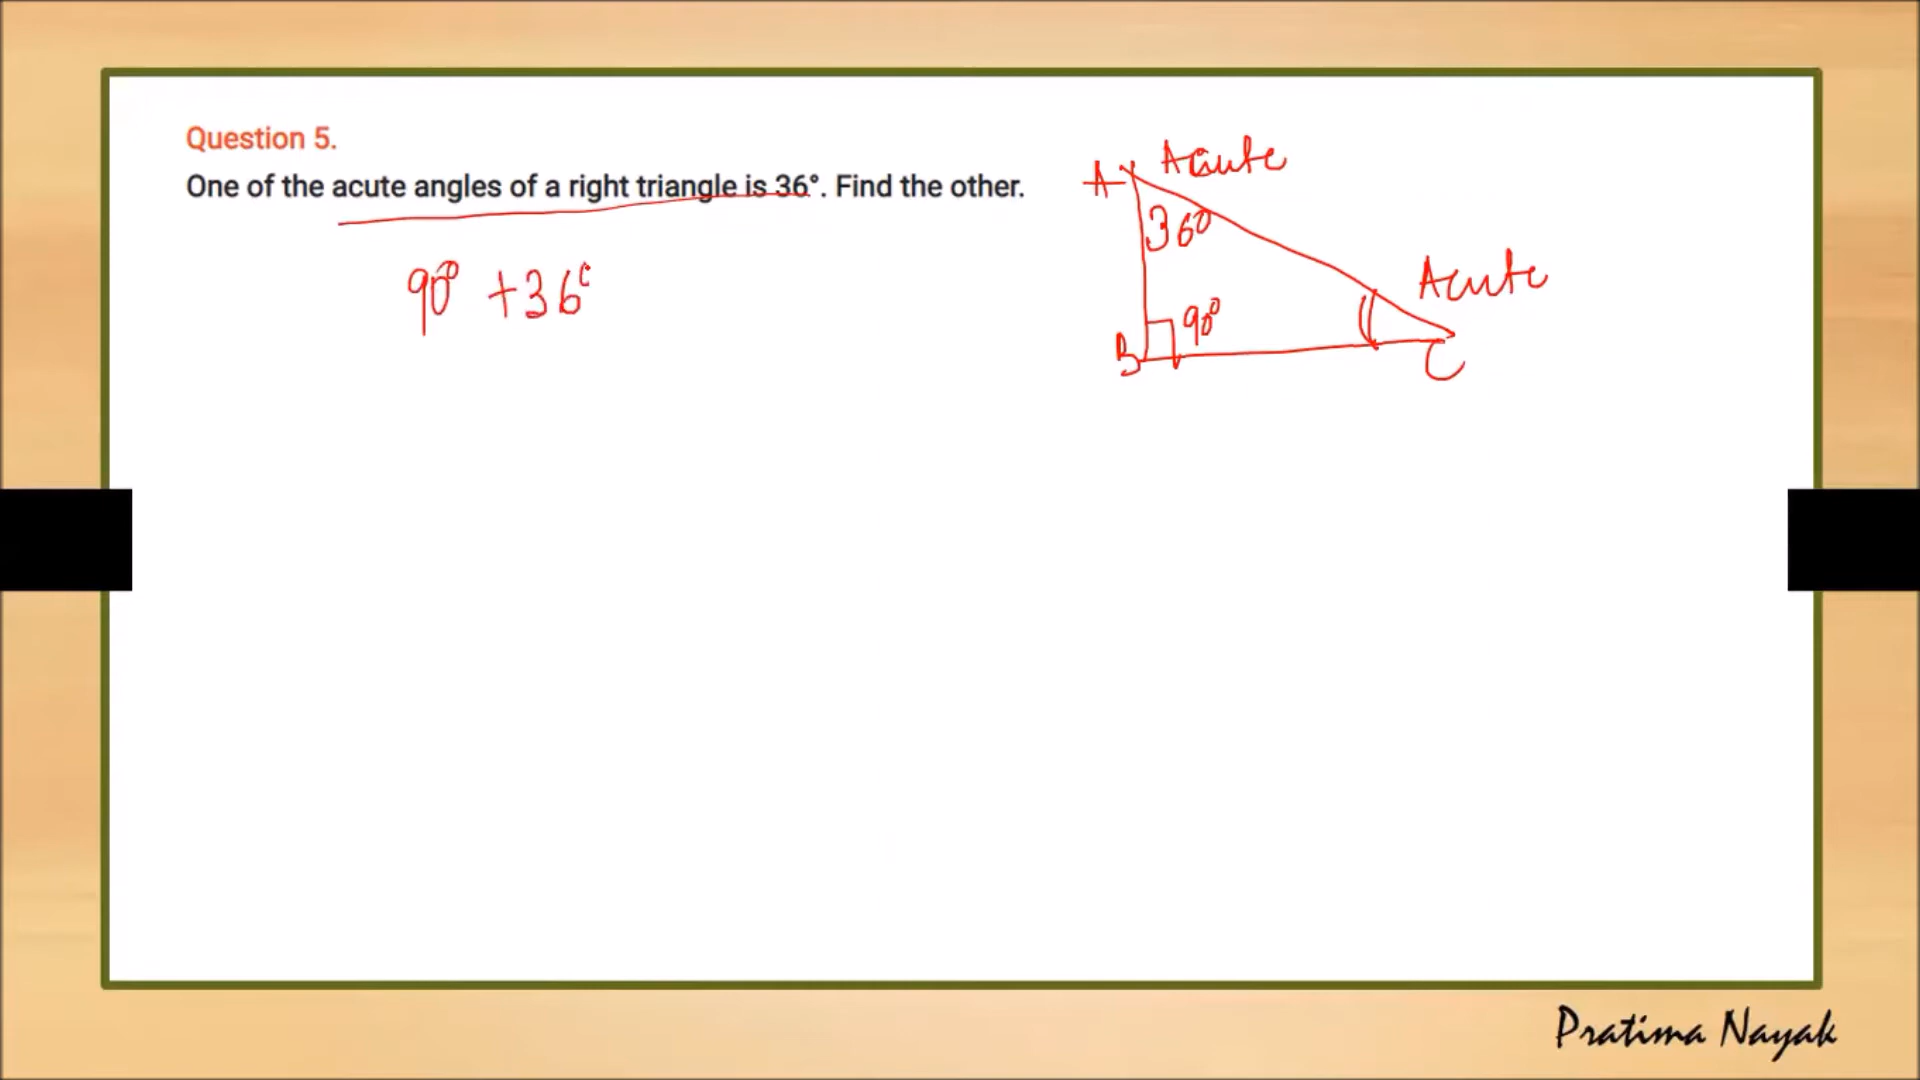 Question 5.
One of the acute angles of a right triangle is 36°. Find the other.
90° +36°
A Acute
36°
Acute
90°
B
C
Pratima Nayak